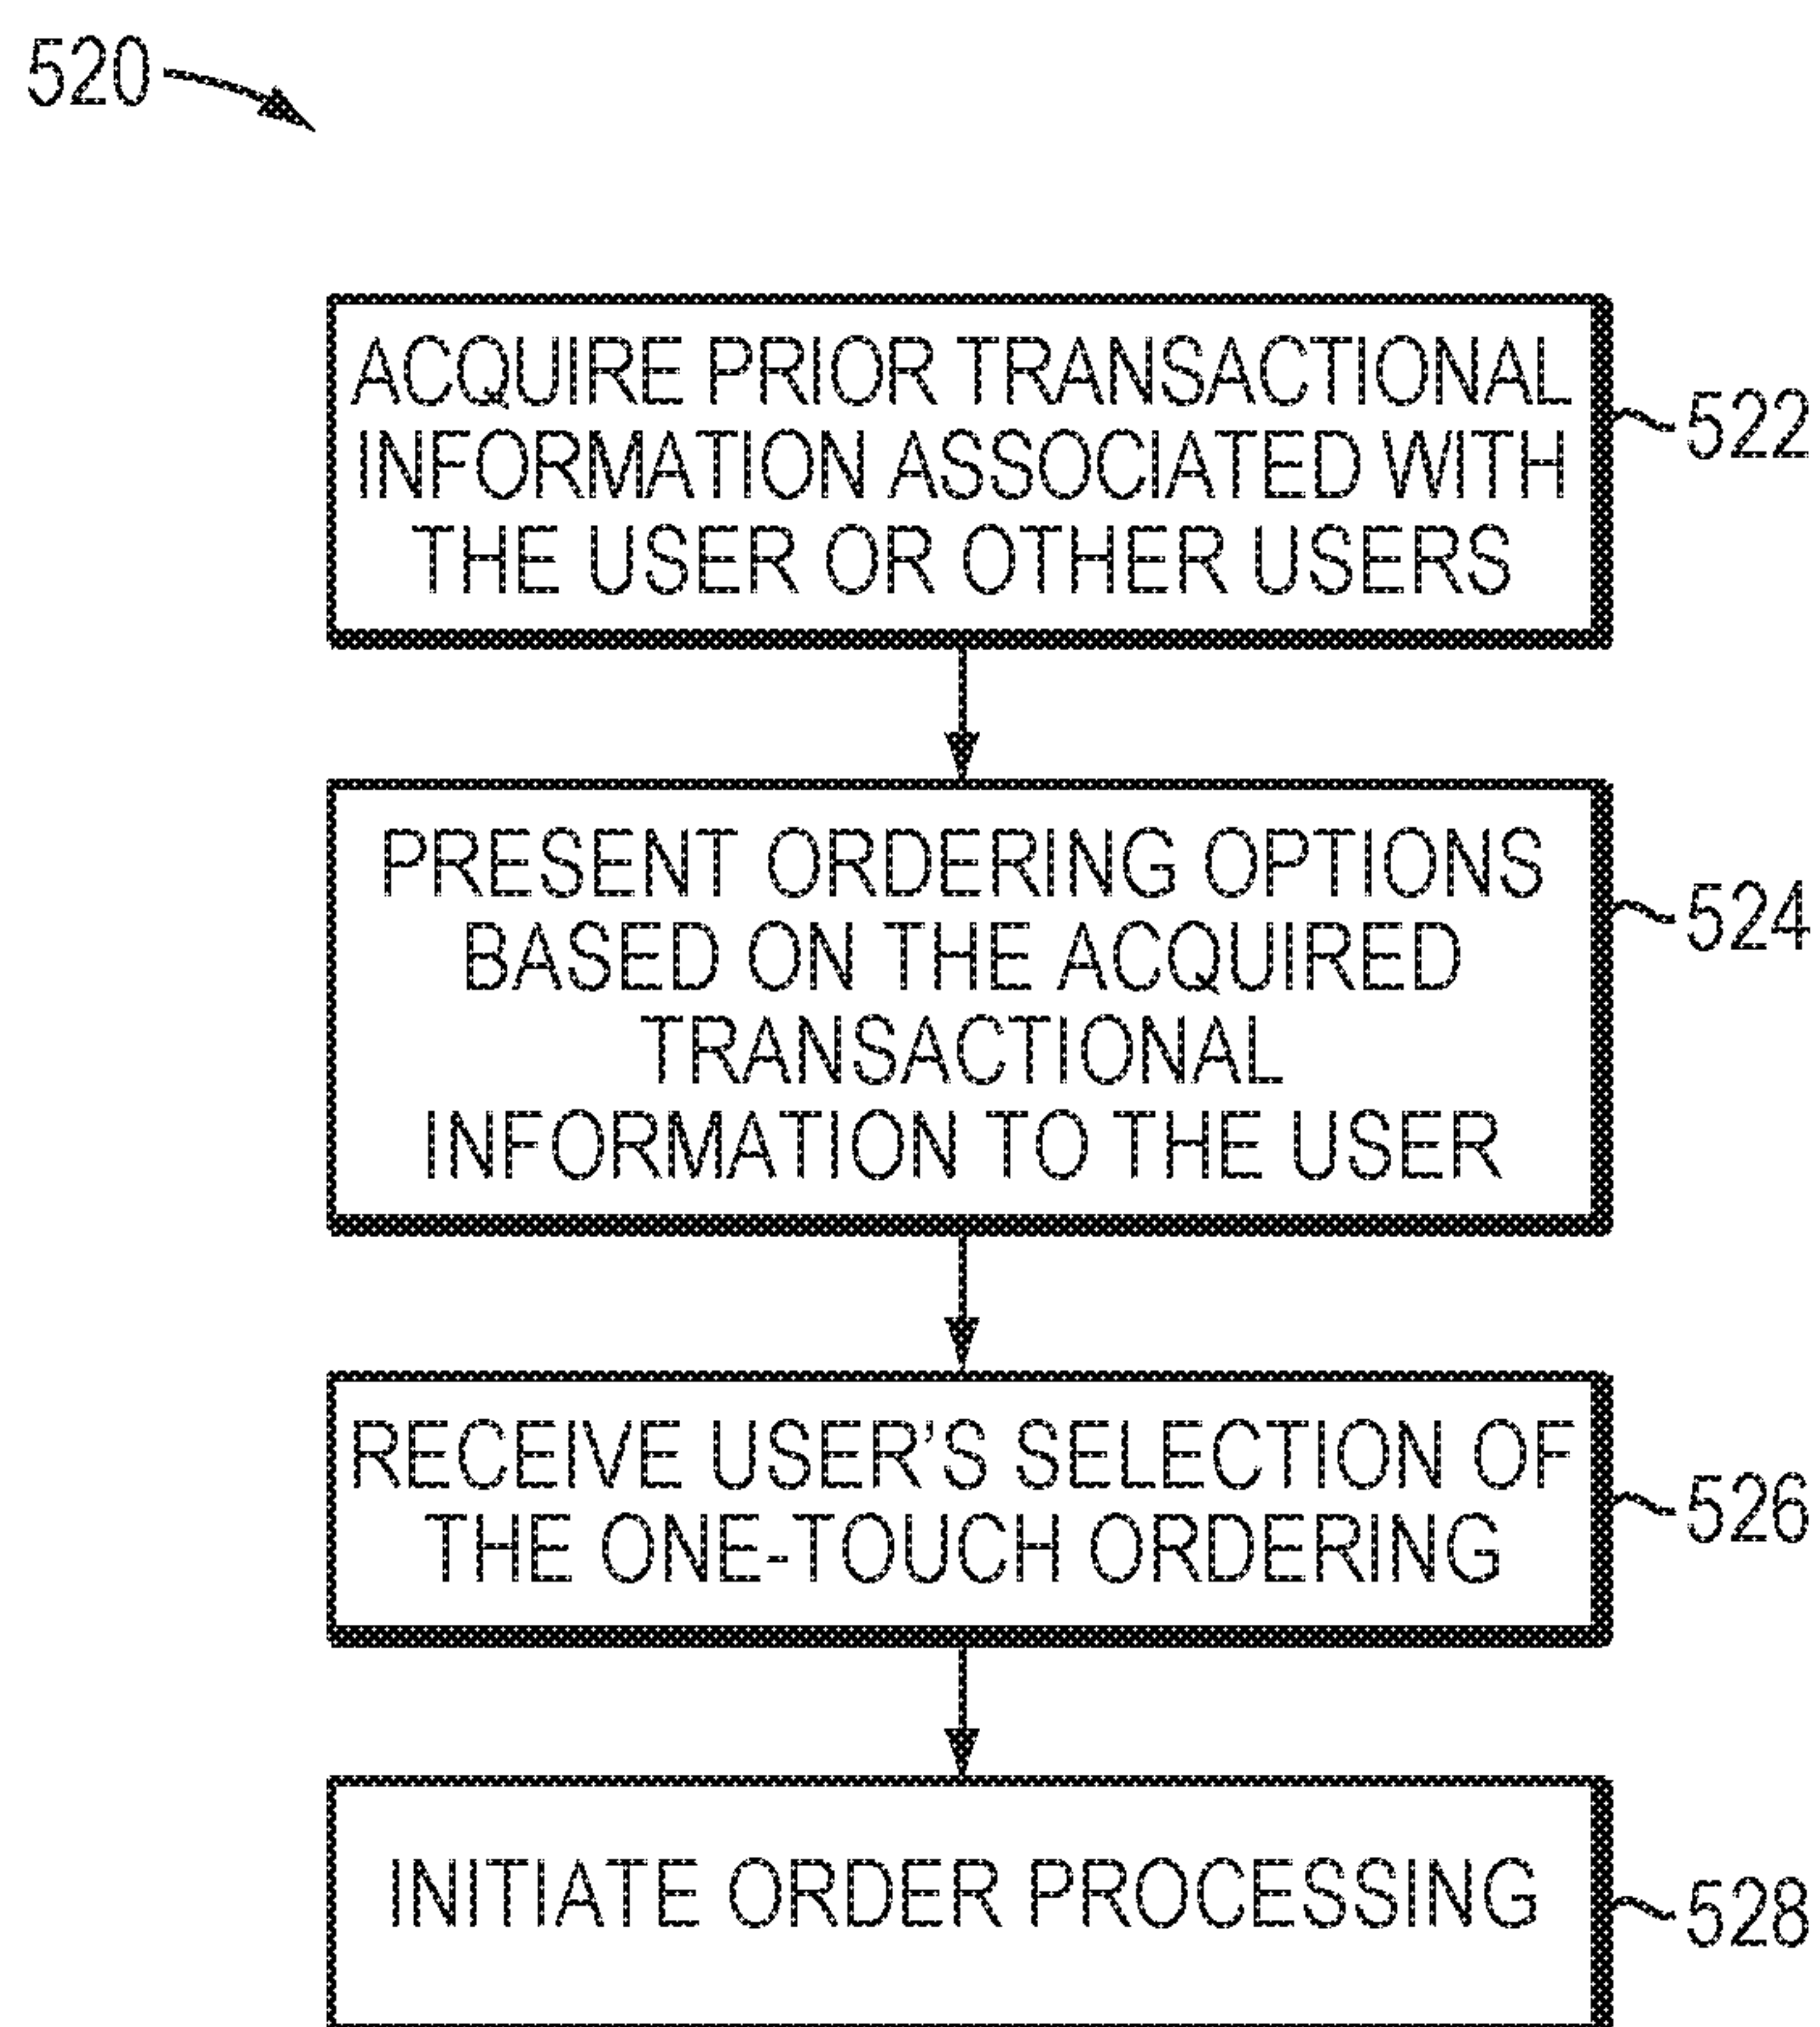 520
ACQUIRE PRIOR TRANSACTIONAL
INFORMATION ASSOCIATED WITH
THE USER OR OTHER USERS
522
PRESENT ORDERING OPTIONS
BASED ON THE ACQUIRED
TRANSACTIONAL
INFORMATION TO THE USER
524
RECEIVE USER'S SELECTION OF
THE ONE-TOUCH ORDERING
526
INITIATE ORDER PROCESSING
528